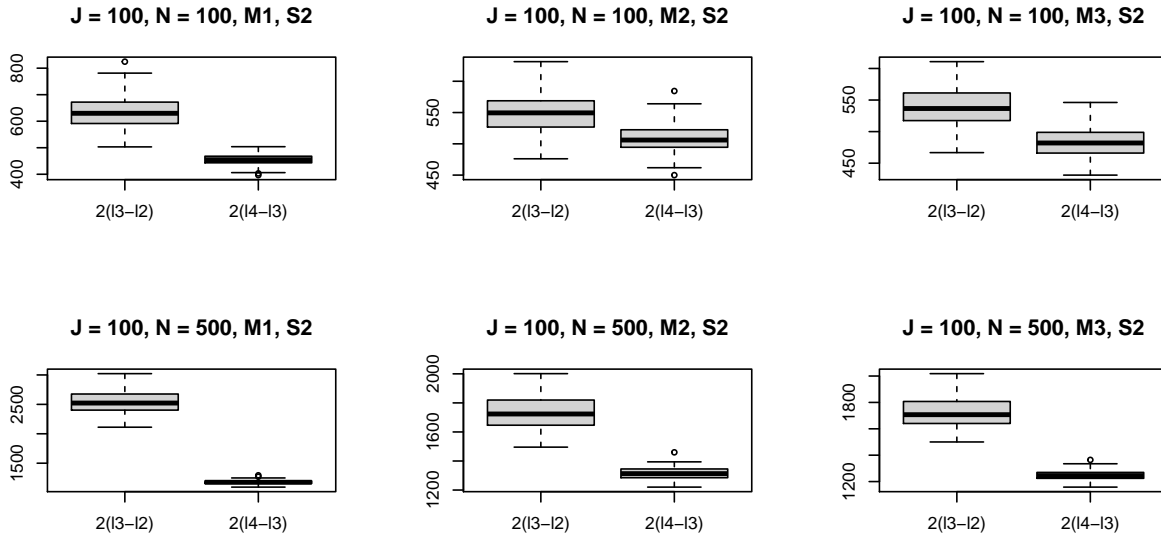 J = 100, N = 100, M1, S2
J = 100, N = 100, M2, S2
J = 100, N = 100, M3, S2
800
600
400
2(l3−l2)
2(l4−l3)
550
450
2(l3−l2)
2(l4−l3)
550
450
2(l3−l2)
2(l4−l3)
J = 100, N = 500, M1, S2
J = 100, N = 500, M2, S2
J = 100, N = 500, M3, S2
2500
1500
2(l3−l2)
2(l4−l3)
2000
1600
1200
2(l3−l2)
2(l4−l3)
1800
1200
2(l3−l2)
2(l4−l3)